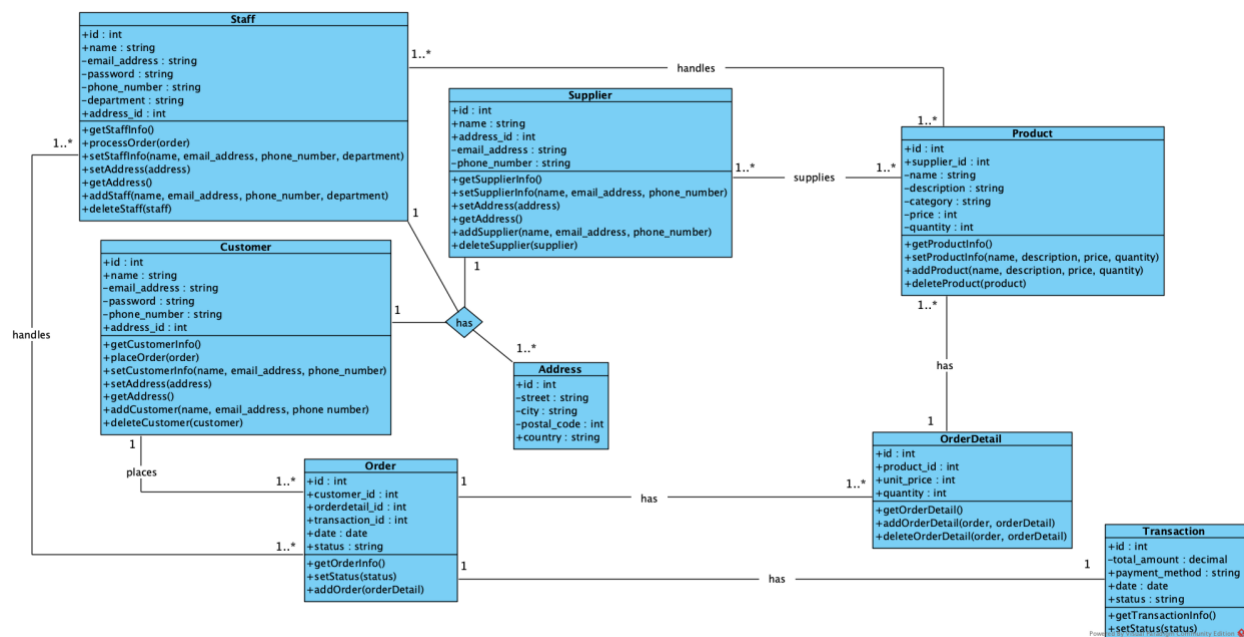 Staff
+id : int
+name : string
-email_address : string
-password : string
-phone_number : string
-department : string
+address_id : int
+getStaffInfo()
+processOrder(order)
+setStaffInfo(name, email_address, phone_number, department)
+setAddress(address)
+getAddress()
+addStaff(name, email_address, phone_number, department)
+deleteStaff(staff)
1..*
handles
1..*
Supplier
+id : int
+name : string
+address_id : int
-email_address : string
-phone_number : string
+getSupplierInfo()
+setSupplierInfo(name, email_address, phone_number)
+setAddress(address)
+getAddress()
+addSupplier(name, email_address, phone_number)
+deleteSupplier(supplier)
1..*
supplies
1..*
Product
+id : int
+supplier_id : int
-name : string
-description : string
-category : string
-price : int
-quantity : int
+getProductInfo()
+setProductInfo(name, description, price, quantity)
+addProduct(name, description, price, quantity)
+deleteProduct(product)
1..*
1..*
handles
1
1
1
has
1..*
Customer
+id : int
+name : string
-email_address : string
-password : string
-phone_number : string
+address_id : int
+getCustomerInfo()
+placeOrder(order)
+setCustomerInfo(name, email_address, phone_number)
+setAddress(address)
+getAddress()
+addCustomer(name, email_address, phone number)
+deleteCustomer(customer)
Address
+id : int
-street : string
-city : string
-postal_code : int
+country : string
has
1
1
places
1..*
1..*
Order
+id : int
+customer_id : int
+orderdetail_id : int
+transaction_id : int
+date : date
+status : string
+getOrderInfo()
+setStatus(status)
+addOrder(orderDetail)
1
has
1..*
OrderDetail
+id : int
+product_id : int
+unit_price : int
+quantity : int
+getOrderDetail()
+addOrderDetail(order, orderDetail)
+deleteOrderDetail(order, orderDetail)
1
has
1
Transaction
+id : int
-total_amount : decimal
+payment_method : string
+date : date
+status : string
+getTransactionInfo()
+setStatus(status)
Powered By Visual Paradigm Community Edition